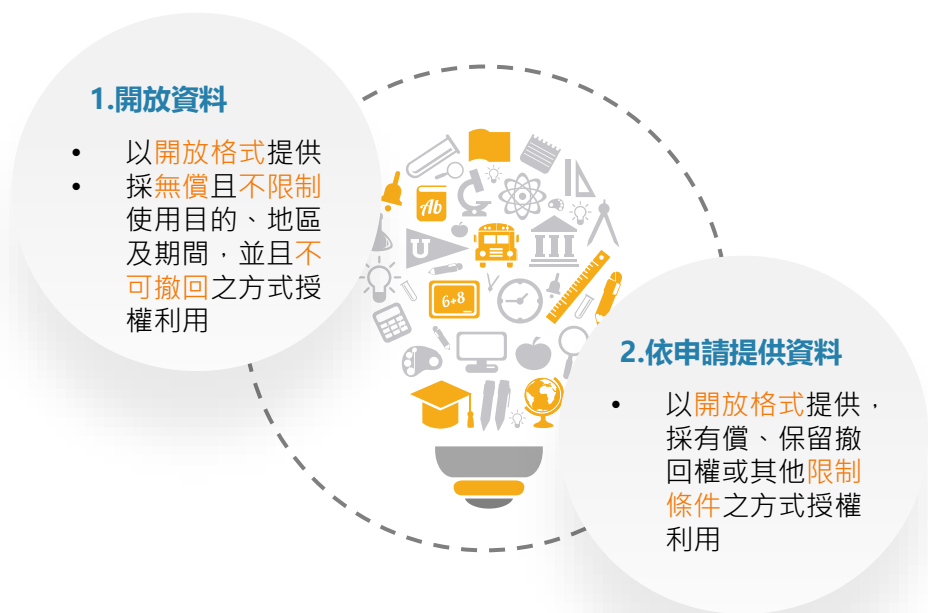 1.開放資料
• 以開放格式提供
• 採無償且不限制
使用目的、地區
及期間，並且不
可撤回之方式授
權利用
Ab
U
6+8
2.依申請提供資料
• 以開放格式提供，
採有償、保留撤
回權或其他限制
條件之方式授權
利用